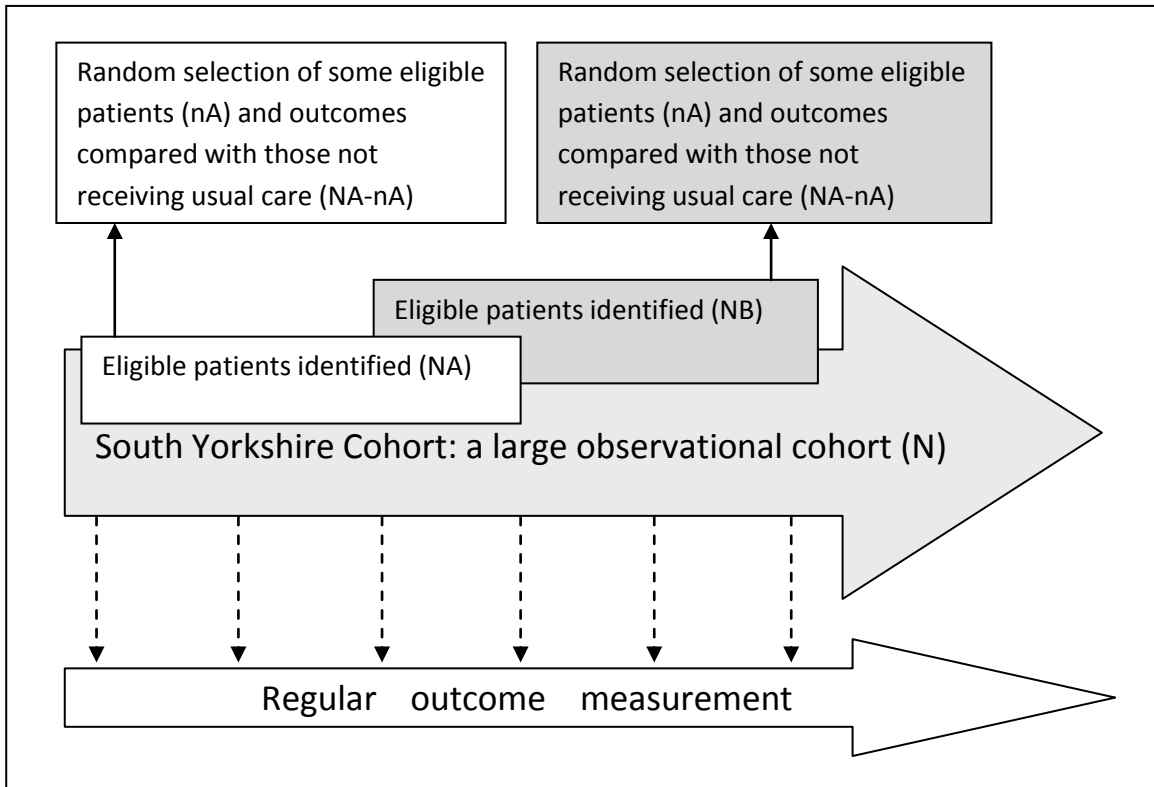 Random selection of some eligible
patients (nA) and outcomes
compared with those not
receiving usual care (NA-nA)
Random selection of some eligible
patients (nA) and outcomes
compared with those not
receiving usual care (NA-nA)
Eligible patients identified (NB)
Eligible patients identified (NA)
South Yorkshire Cohort: a large observational cohort (N)
Regular outcome measurement